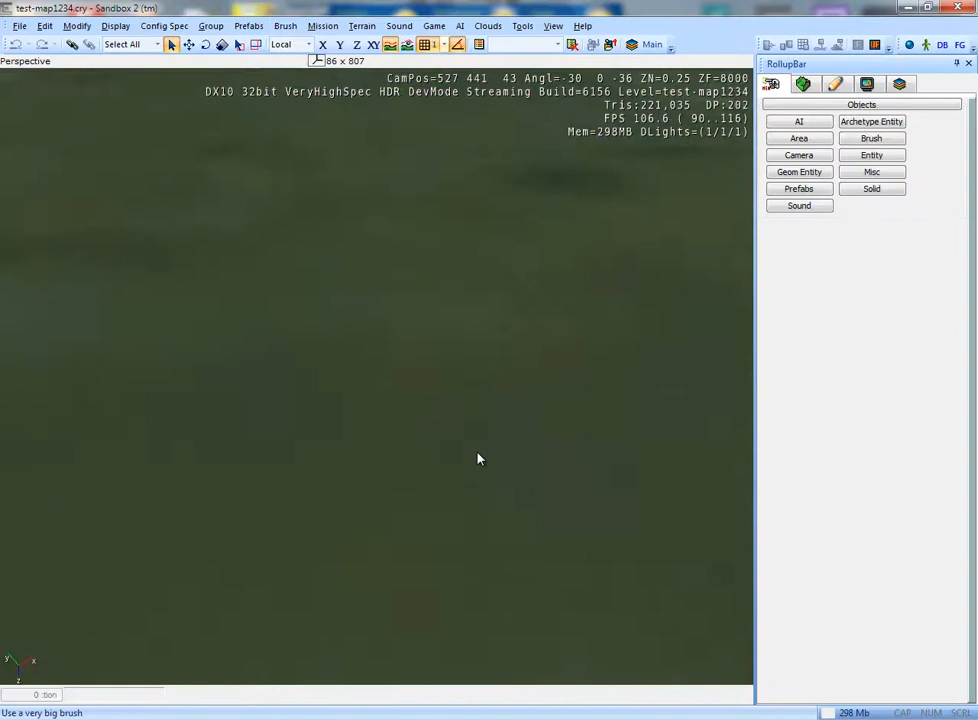 test-map1234.cry - Sandbox 2 (tm)
File Edit Modify Display Config Spec Group Prefabs Brush Mission Terrain Sound Game AI Clouds Tools View Help
Select All Local X Y Z XY 1 Main DB FG
Perspective 86 x 807
CamPos=527 441 43 Angl=-30 0 -36 ZN=0.25 ZF=8000
DX10 32bit VeryHighSpec HDR DevMode Streaming Build=6156 Level=test-map1234
Tris:221,035 DP:202
FPS 106.6 ( 90..116)
Mem=298MB DLights=(1/1/1)
RollupBar
Objects
AI Archetype Entity
Area Brush
Camera Entity
Geom Entity Misc
Prefabs Solid
Sound
y x
z
0 :tion
Use a very big brush 298 Mb CAP NUM SCRL